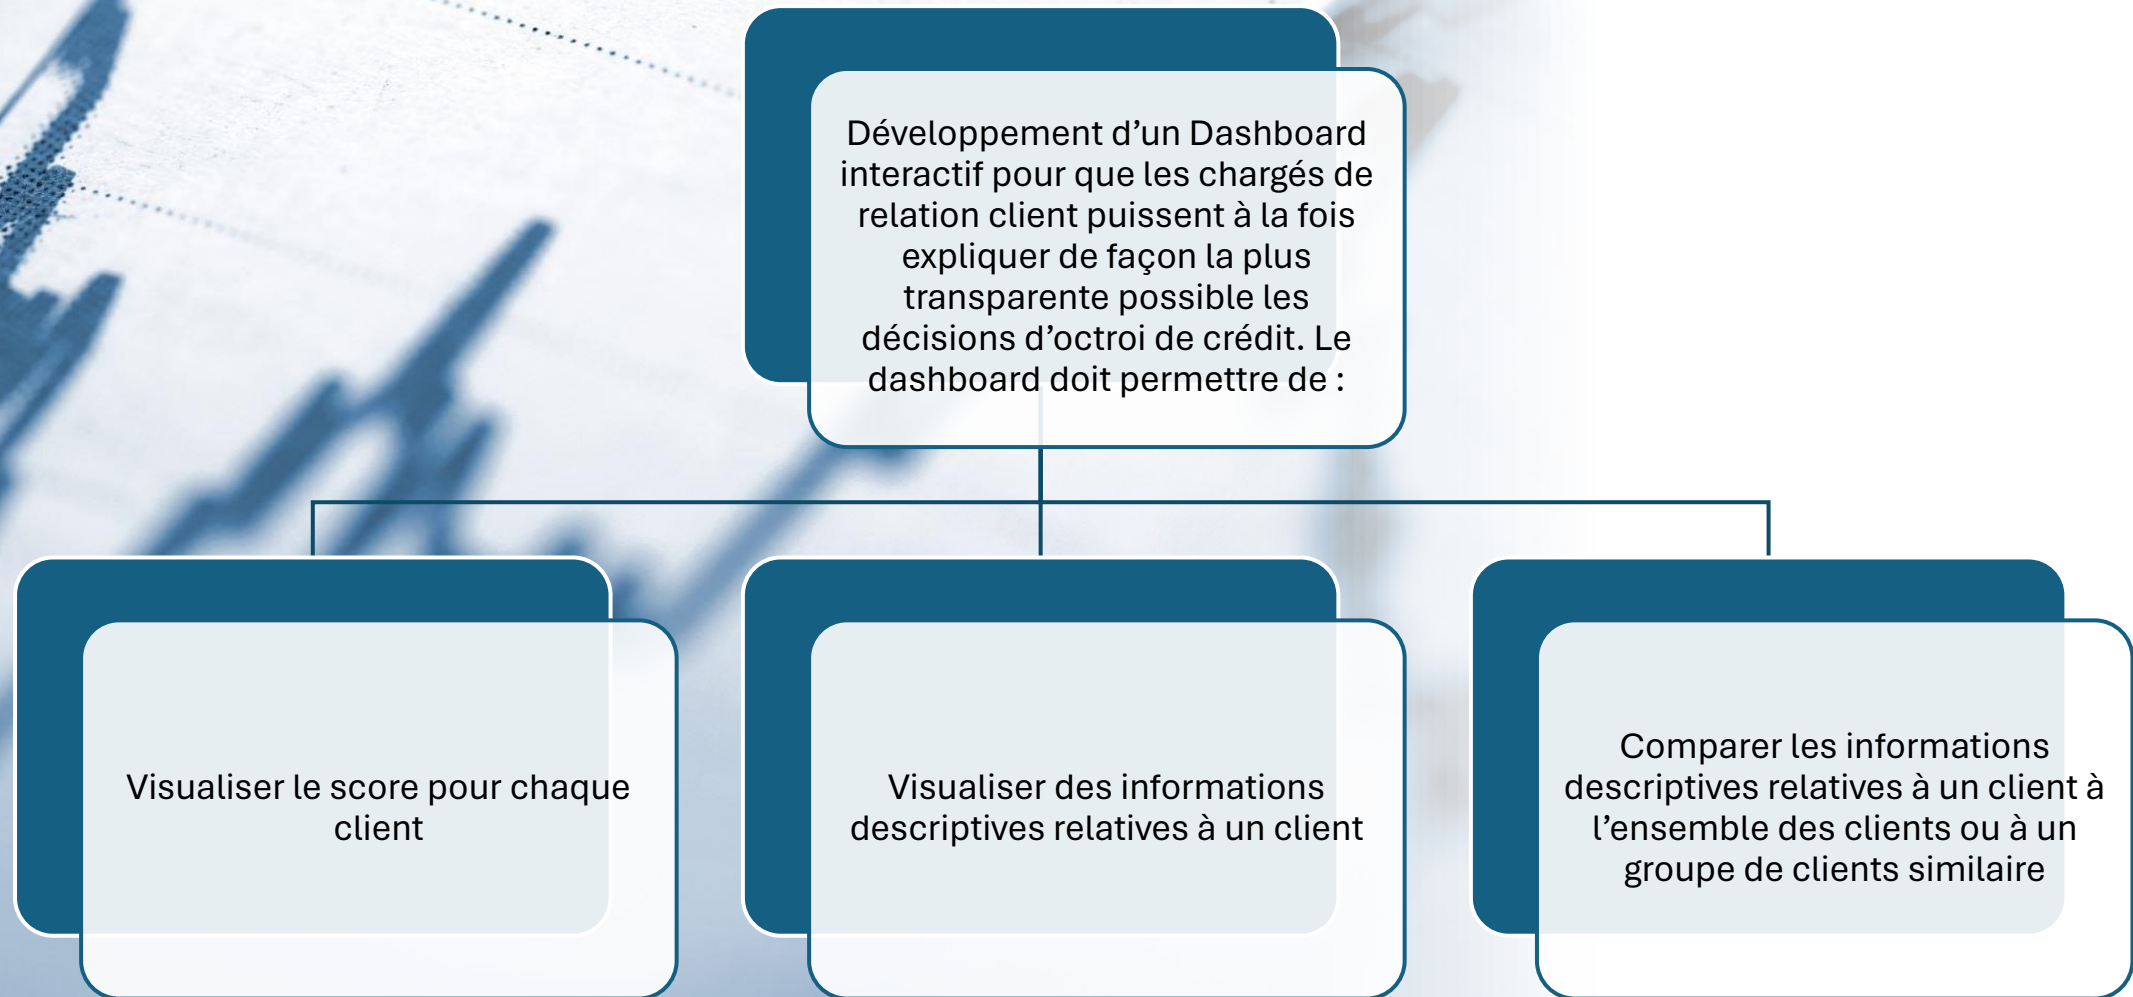 Développement d’un Dashboard
interactif pour que les chargés de
relation client puissent à la fois
expliquer de façon la plus
transparente possible les
décisions d’octroi de crédit. Le
dashboard doit permettre de :
Visualiser le score pour chaque
client
Visualiser des informations
descriptives relatives à un client
Comparer les informations
descriptives relatives à un client à
l’ensemble des clients ou à un
groupe de clients similaire